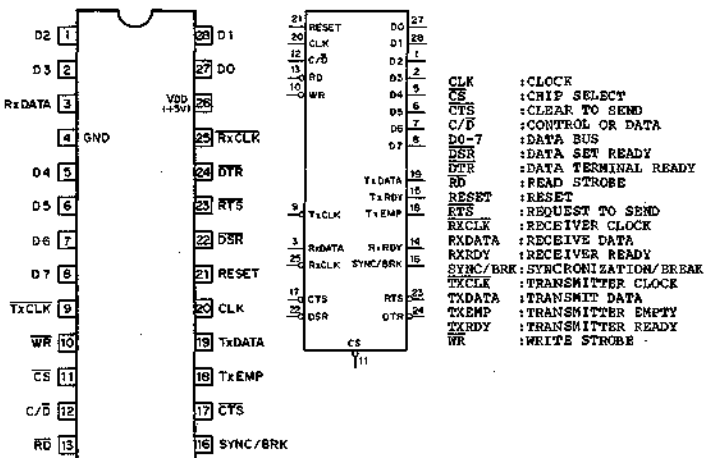 D2 1 28 D1
D3 2 27 D0
RxDATA 3 VDD (+5V) 26
4 GND 25 RxCLK
D4 5 24 DTR
D5 6 23 RTS
D6 7 22 DSR
D7 8 21 RESET
TxCLK 9 20 CLK
WR 10 19 TxDATA
CS 11 18 TxEMP
C/D 12 17 CTS
RD 13 16 SYNC/BRK
21 RESET D0 27
20 CLK D1 28
12 C/D D2 1
13 RD D3 2
10 WR D4 5
D5 6
D6 7
D7 8
TxDATA 19
TxRDY 15
9 TxCLK TxEMP 18
3 RxDATA RxRDY 14
25 RxCLK SYNC/BRK 16
17 CTS RTS 23
22 DSR DTR 24
CS
11
CLK :CLOCK
CS :CHIP SELECT
CTS :CLEAR TO SEND
C/D :CONTROL OR DATA
D0-7 :DATA BUS
DSR :DATA SET READY
DTR :DATA TERMINAL READY
RD :READ STROBE
RESET :RESET
RTS :REQUEST TO SEND
RXCLK :RECEIVER CLOCK
RXDATA :RECEIVE DATA
RXRDY :RECEIVER READY
SYNC/BRK:SYNCRONIZATION/BREAK
TXCLK :TRANSMITTER CLOCK
TXDATA :TRANSMIT DATA
TXEMP :TRANSMITTER EMPTY
TXRDY :TRANSMITTER READY
WR :WRITE STROBE